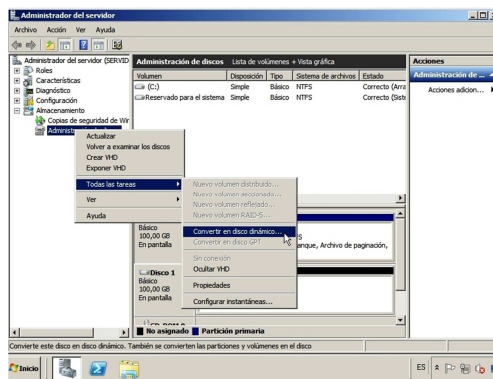 Administrador del servidor
Archivo Acción Ver Ayuda
Administrador del servidor (SERVID
Roles
Características
Diagnóstico
Configuración
Almacenamiento
Copias de seguridad de Wir
Administración de discos Lista de volúmenes + Vista gráfica
Volumen Disposición Tipo Sistema de archivos Estado
(C:) Simple Básico NTFS Correcto (Arra
Reservado para el sistema Simple Básico NTFS Correcto (Siste
Acciones
Administración de ...
Acciones adicion...
Actualizar
Volver a examinar los discos
Crear VHD
Exponer VHD
Todas las tareas
Ver
Ayuda
Nuevo volumen distribuido...
Nuevo volumen seccionado...
Nuevo volumen reflejado...
Nuevo volumen RAID-5...
Convertir en disco dinámico...
Convertir en disco GPT
Sin conexión
Ocultar VHD
Propiedades
Configurar instantáneas...
Básico
100,00 GB
En pantalla
anque, Archivo de paginación,
Disco 1
Básico
100,00 GB
En pantalla
CD-ROM 0
No asignado Partición primaria
Convierte este disco en disco dinámico. También se convierten las particiones y volúmenes en el disco
Inicio
ES